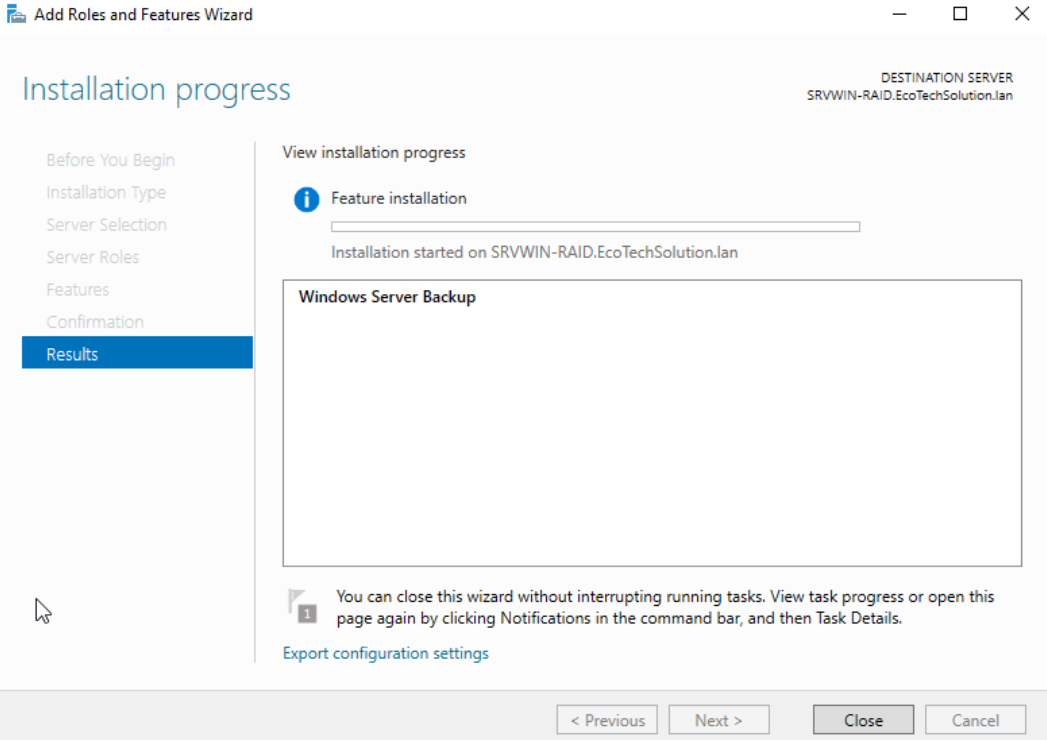 Add Roles and Features Wizard
Installation progress
DESTINATION SERVER
SRVWIN-RAID.EcoTechSolution.lan
Before You Begin
Installation Type
Server Selection
Server Roles
Features
Confirmation
Results
View installation progress
Feature installation
Installation started on SRVWIN-RAID.EcoTechSolution.lan
Windows Server Backup
1
You can close this wizard without interrupting running tasks. View task progress or open this
page again by clicking Notifications in the command bar, and then Task Details.
Export configuration settings
< Previous
Next >
Close
Cancel